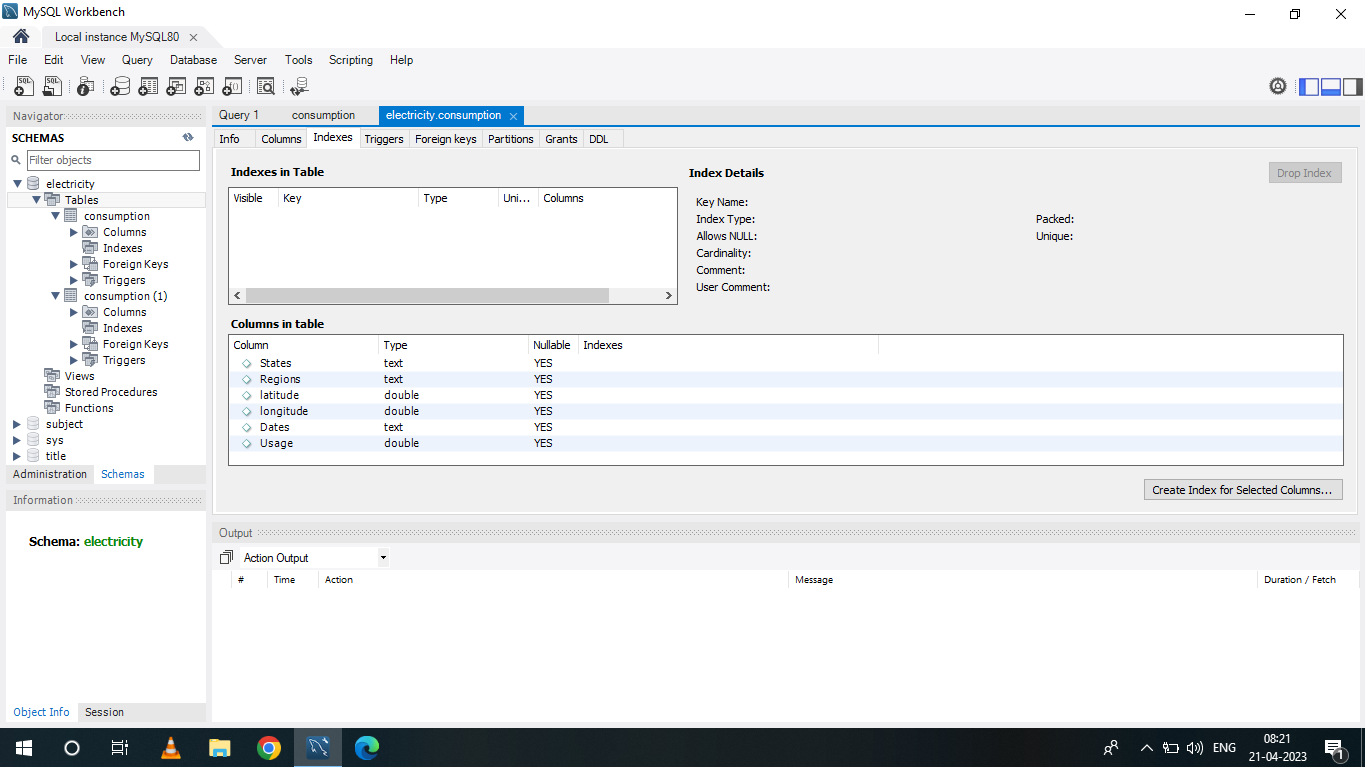 MySQL Workbench
Local instance MySQL80
File Edit View Query Database Server Tools Scripting Help
Navigator
SCHEMAS
Filter objects
electricity
Tables
consumption
Columns
Indexes
Foreign Keys
Triggers
consumption (1)
Columns
Indexes
Foreign Keys
Triggers
Views
Stored Procedures
Functions
subject
sys
title
Administration Schemas
Information
Schema: electricity
Object Info Session
Query 1 consumption electricity.consumption
Info Columns Indexes Triggers Foreign keys Partitions Grants DDL
Indexes in Table
Visible Key Type Uni... Columns
Index Details
Drop Index
Key Name:
Index Type: Packed:
Allows NULL: Unique:
Cardinality:
Comment:
User Comment:
Columns in table
Column Type Nullable Indexes
States text YES
Regions text YES
latitude double YES
longitude double YES
Dates text YES
Usage double YES
Create Index for Selected Columns...
Output
Action Output
# Time Action Message Duration / Fetch
ENG
08:21
21-04-2023
1